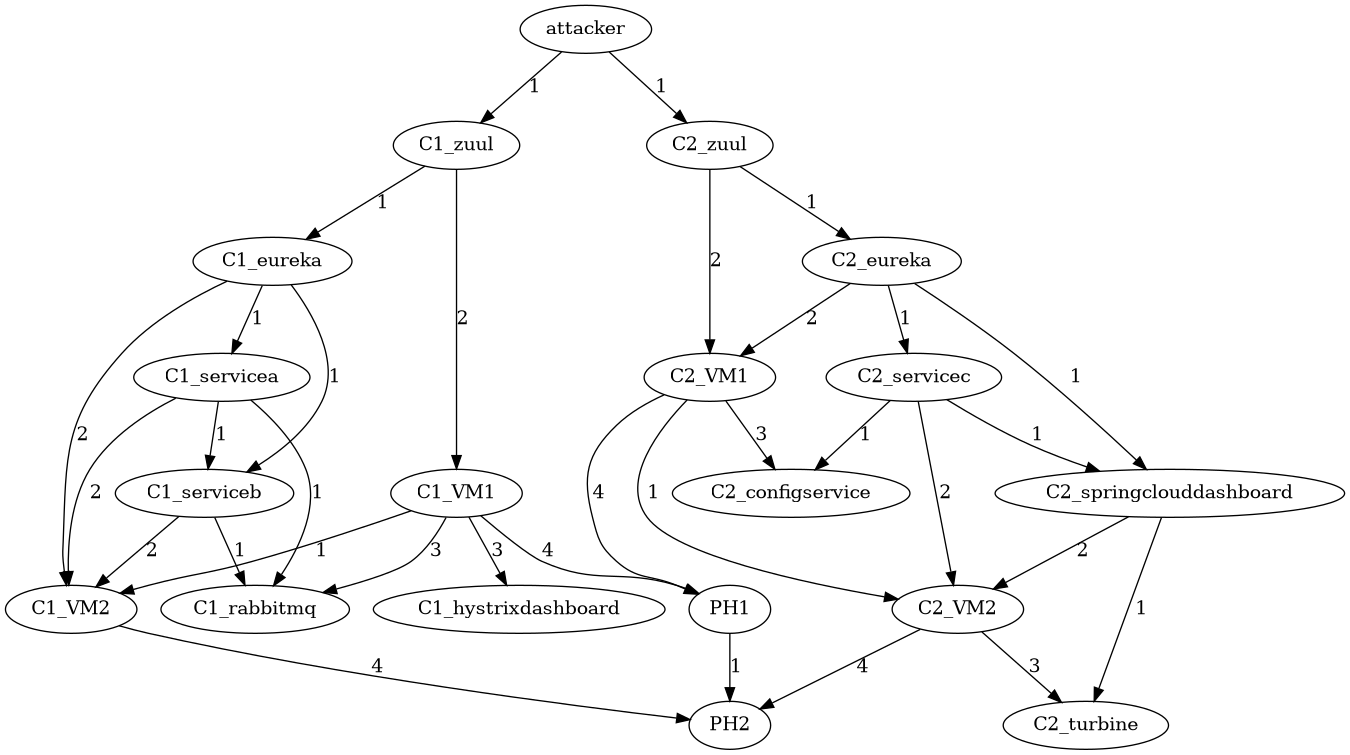 attacker
1
1
C1_zuul
C2_zuul
1
1
C1_eureka
2
2
C2_eureka
1
2
1
C1_servicea
1
C2_VM1
C2_servicec
1
2
2
1
1
4
1
3
1
2
1
C1_serviceb
C1_VM1
C2_configservice
C2_springclouddashboard
2
1
1
3
3
4
2
1
C1_VM2
C1_rabbitmq
C1_hystrixdashboard
PH1
C2_VM2
4
1
4
3
PH2
C2_turbine